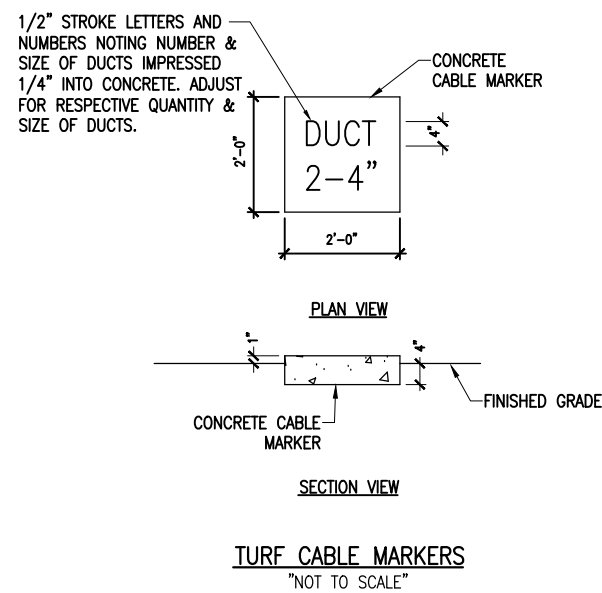 1/2" STROKE LETTERS AND
NUMBERS NOTING NUMBER &
SIZE OF DUCTS IMPRESSED
1/4" INTO CONCRETE. ADJUST
FOR RESPECTIVE QUANTITY &
SIZE OF DUCTS.
CONCRETE
CABLE MARKER
DUCT
2-4"
4"
2'-0"
2'-0"
PLAN VIEW
1"
4"
FINISHED GRADE
CONCRETE CABLE
MARKER
SECTION VIEW
TURF CABLE MARKERS
"NOT TO SCALE"